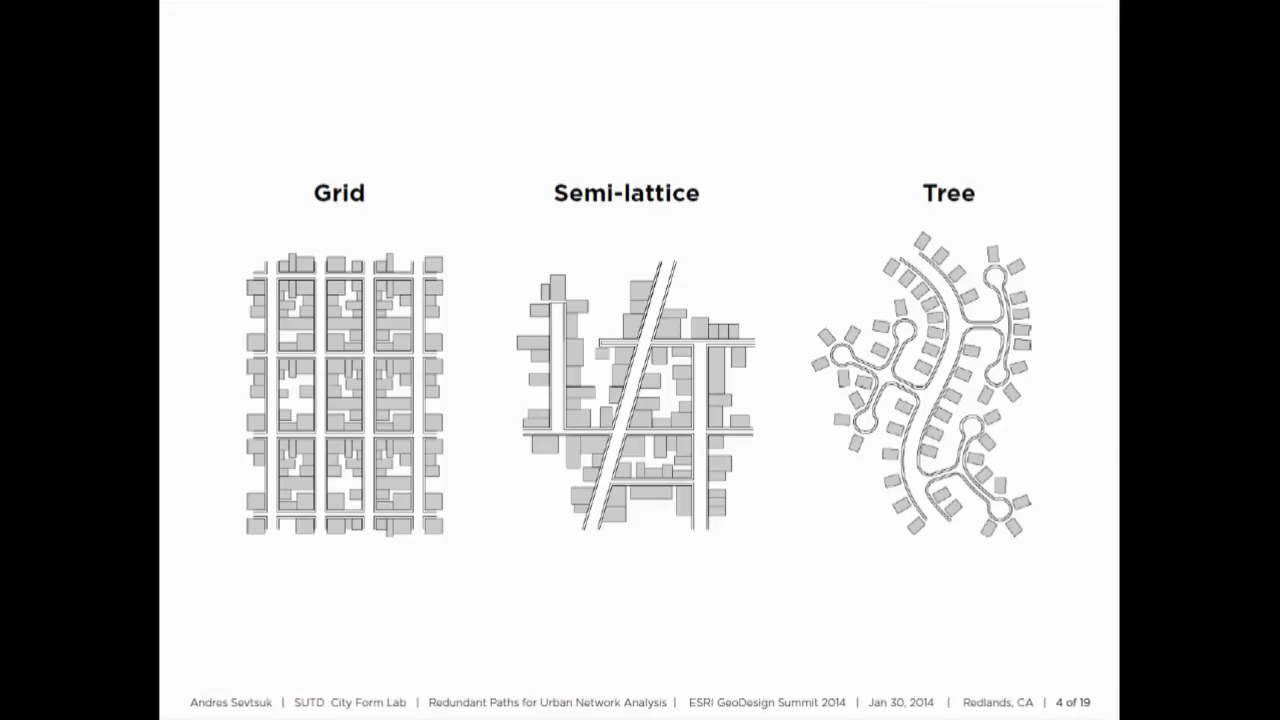 Grid Semi-lattice Tree
Andres Sevtsuk | SUTD City Form Lab | Redundant Paths for Urban Network Analysis | ESRI GeoDesign Summit 2014 | Jan 30, 2014 | Redlands, CA | 4 of 19